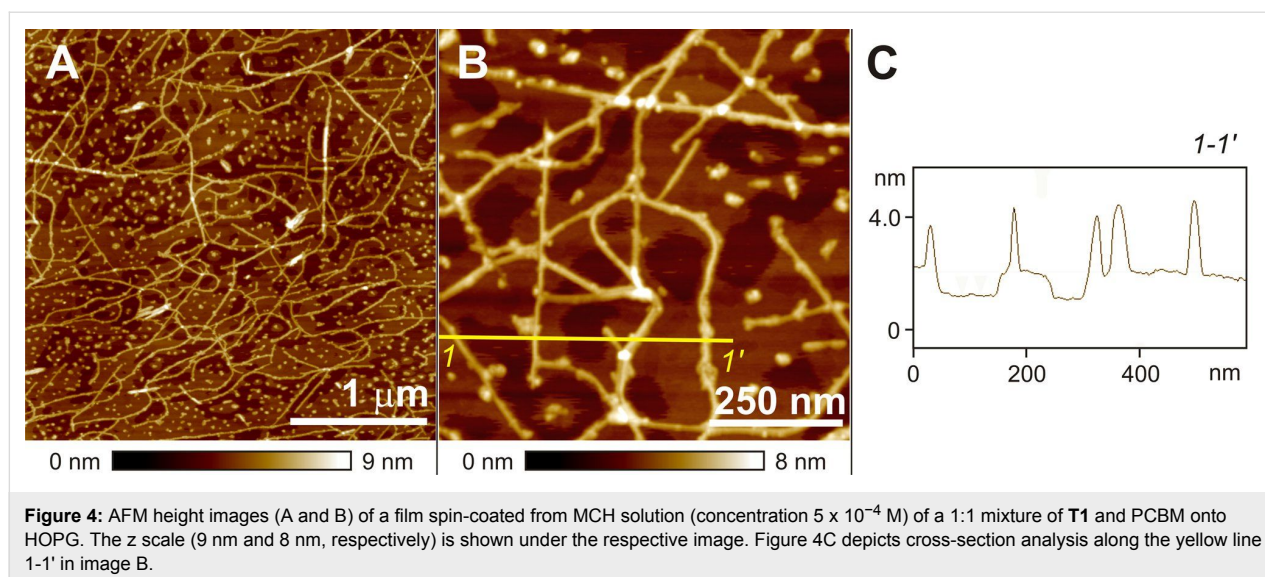 A
B
C
1-1'
nm
4.0
0
0
200
400
nm
1
1'
1 μm
250 nm
0 nm
9 nm
0 nm
8 nm
Figure 4: AFM height images (A and B) of a film spin-coated from MCH solution (concentration 5 x 10⁻⁴ M) of a 1:1 mixture of T1 and PCBM onto
HOPG. The z scale (9 nm and 8 nm, respectively) is shown under the respective image. Figure 4C depicts cross-section analysis along the yellow line
1-1' in image B.